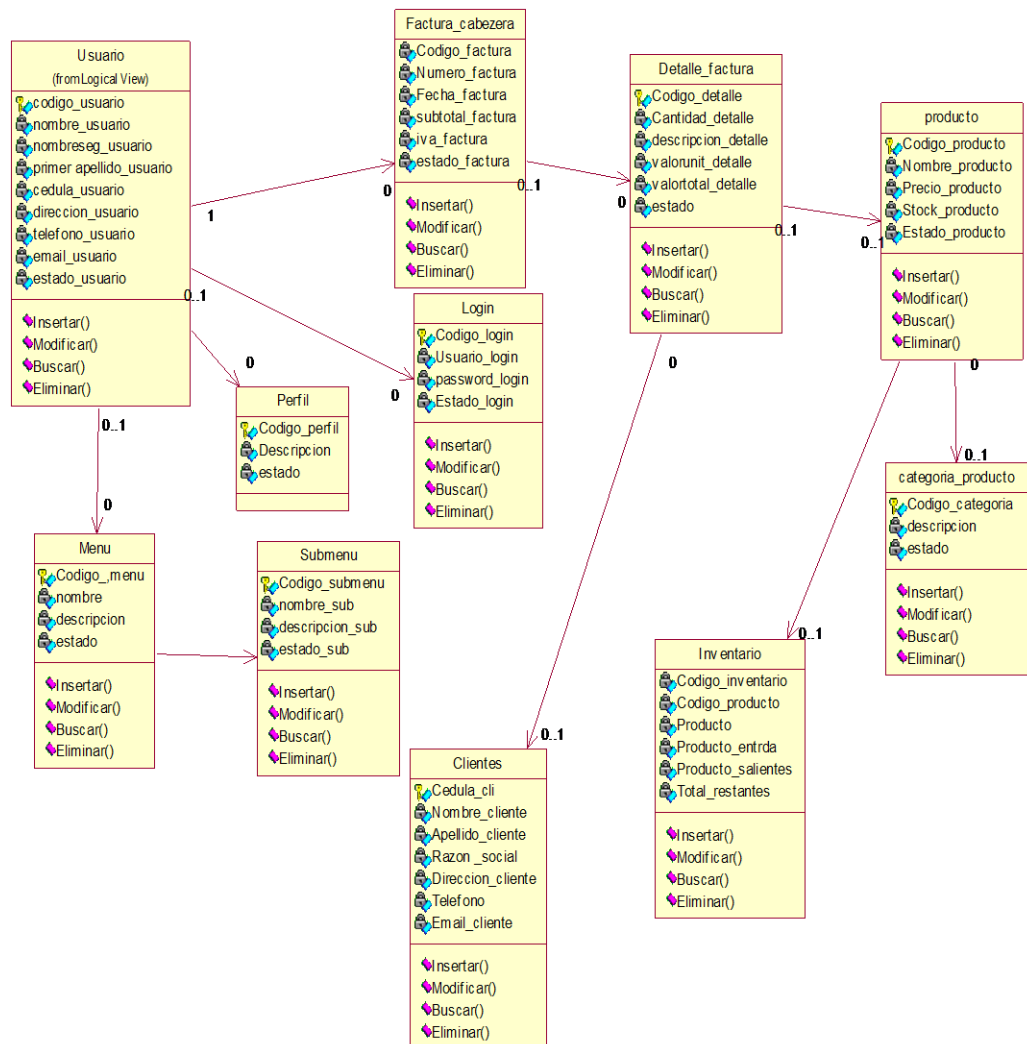 Usuario
(fromLogical View)
codigo_usuario
nombre_usuario
nombreseg_usuario
primer apellido_usuario
cedula_usuario
direccion_usuario
telefono_usuario
email_usuario
estado_usuario
Insertar()
Modificar()
Buscar()
Eliminar()
1
0
0..1
0
0
0..1
0
Factura_cabezera
Codigo_factura
Numero_factura
Fecha_factura
subtotal_factura
iva_factura
estado_factura
Insertar()
Modificar()
Buscar()
Eliminar()
0..1
0
Detalle_factura
Codigo_detalle
Cantidad_detalle
descripcion_detalle
valorunit_detalle
valortotal_detalle
estado
Insertar()
Modificar()
Buscar()
Eliminar()
0..1
0..1
0
0..1
producto
Codigo_producto
Nombre_producto
Precio_producto
Stock_producto
Estado_producto
Insertar()
Modificar()
Buscar()
Eliminar()
0
0..1
0..1
Login
Codigo_login
Usuario_login
password_login
Estado_login
Insertar()
Modificar()
Buscar()
Eliminar()
Perfil
Codigo_perfil
Descripcion
estado
categoria_producto
Codigo_categoria
descripcion
estado
Insertar()
Modificar()
Buscar()
Eliminar()
Menu
Codigo_,menu
nombre
descripcion
estado
Insertar()
Modificar()
Buscar()
Eliminar()
Submenu
Codigo_submenu
nombre_sub
descripcion_sub
estado_sub
Insertar()
Modificar()
Buscar()
Eliminar()
Inventario
Codigo_inventario
Codigo_producto
Producto
Producto_entrda
Producto_salientes
Total_restantes
Insertar()
Modificar()
Buscar()
Eliminar()
Clientes
Cedula_cli
Nombre_cliente
Apellido_cliente
Razon _social
Direccion_cliente
Telefono
Email_cliente
Insertar()
Modificar()
Buscar()
Eliminar()